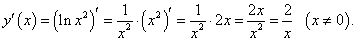 y′(x) = (ln x²)′ = 1/x² · (x²)′ = 1/x² · 2x = 2x/x² = 2/x (x ≠ 0).